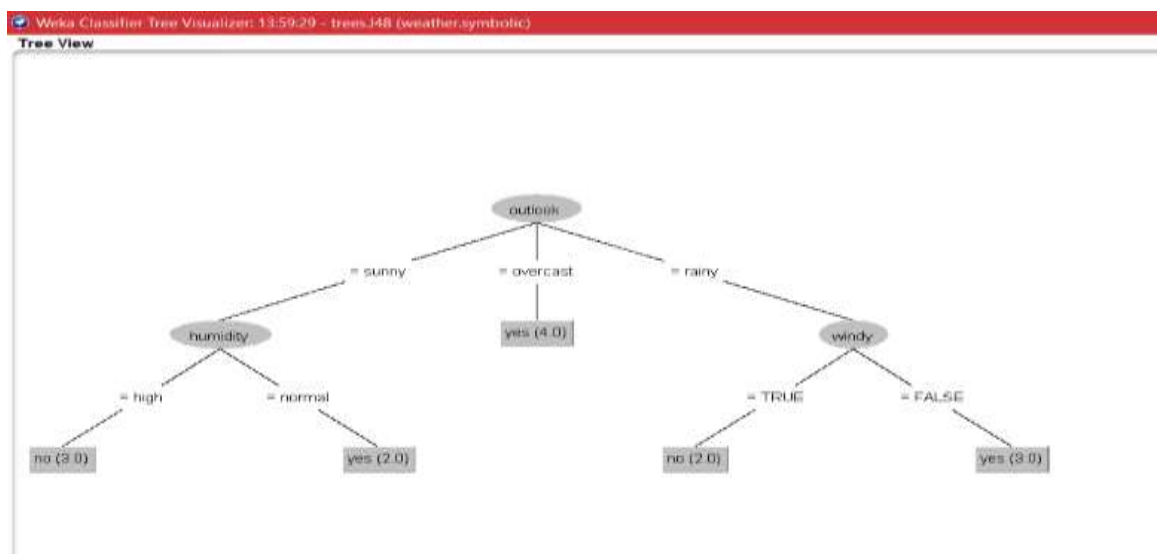 Weka Classifier Tree Visualizer: 13:59:29 - trees.J48 (weather.symbolic)
Tree View
outlook
= sunny
= overcast
= rainy
humidity
yes (4.0)
windy
= high
= normal
= TRUE
= FALSE
no (3.0)
yes (2.0)
no (2.0)
yes (3.0)